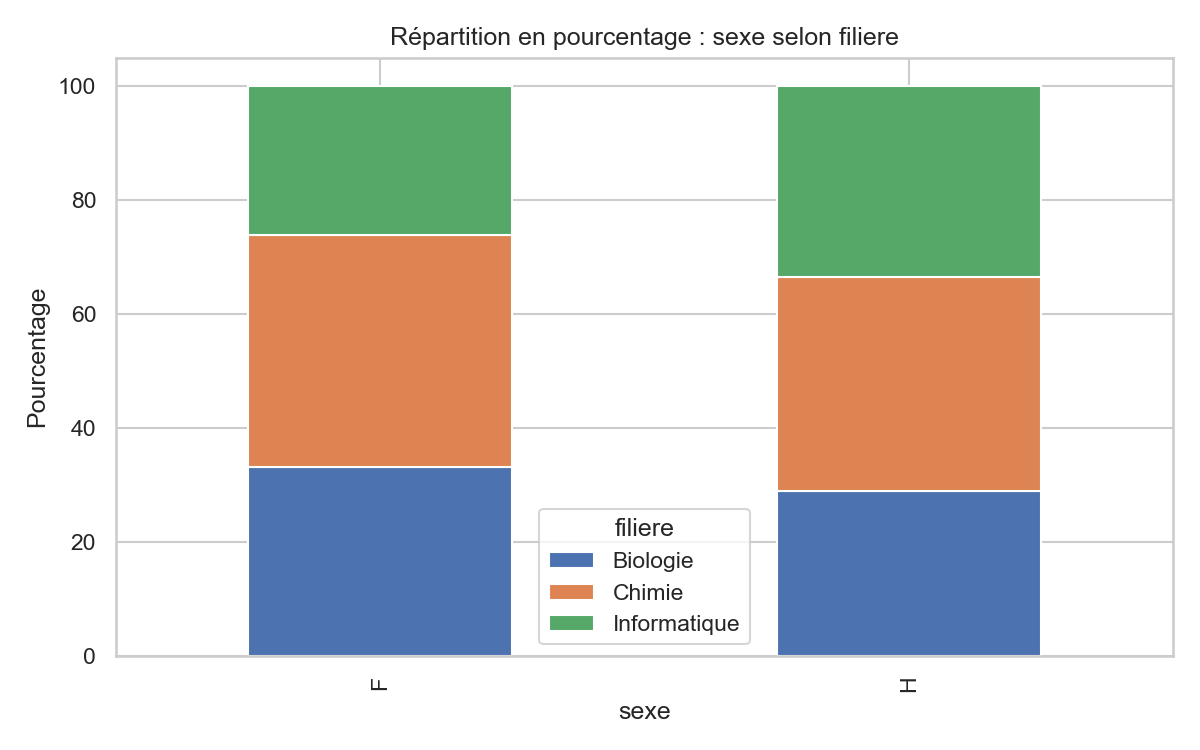 Répartition en pourcentage : sexe selon filiere
100
80
60
40
20
0
Pourcentage
F
H
sexe
filiere
Biologie
Chimie
Informatique